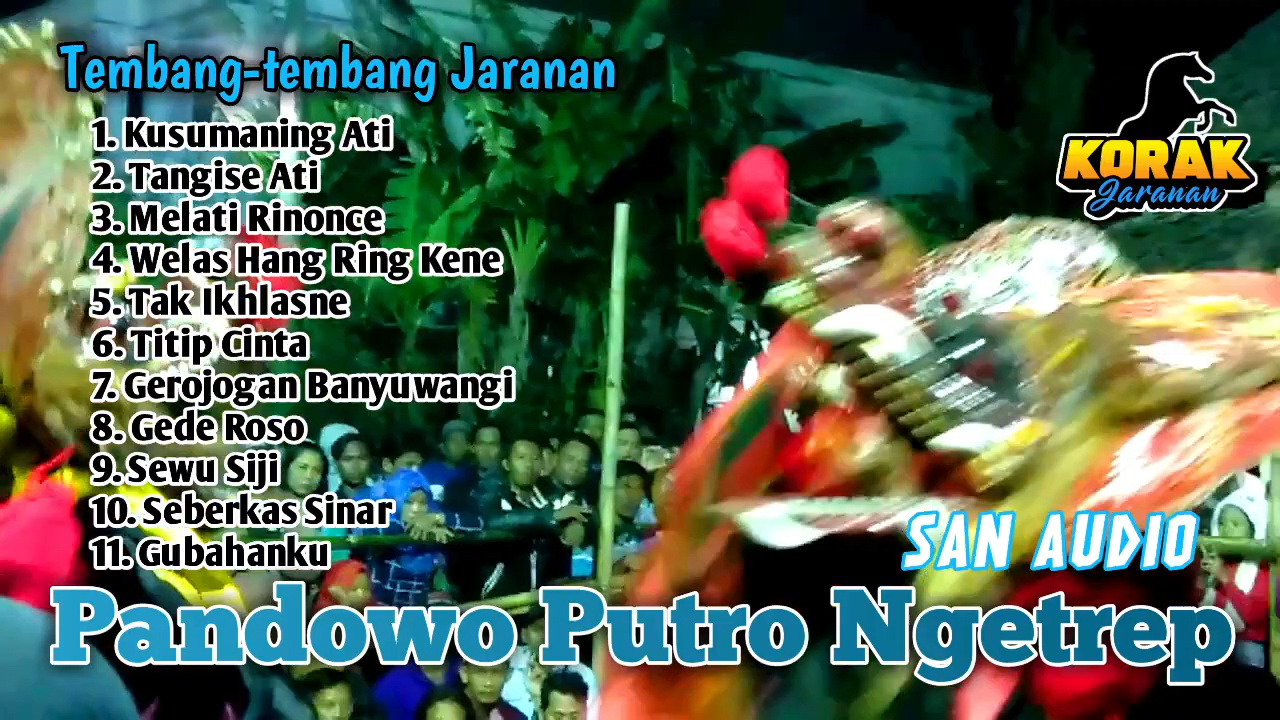 Tembang-tembang Jaranan
1. Kusumaning Ati
2. Tangise Ati
3. Melati Rinonce
4. Welas Hang Ring Kene
5. Tak Ikhlasne
6. Titip Cinta
7. Gerojogan Banyuwangi
8. Gede Roso
9. Sewu Siji
10. Seberkas Sinar
11. Gubahanku
KORAK
Jaranan
SAN AUDIO
Pandowo Putro Ngetrep